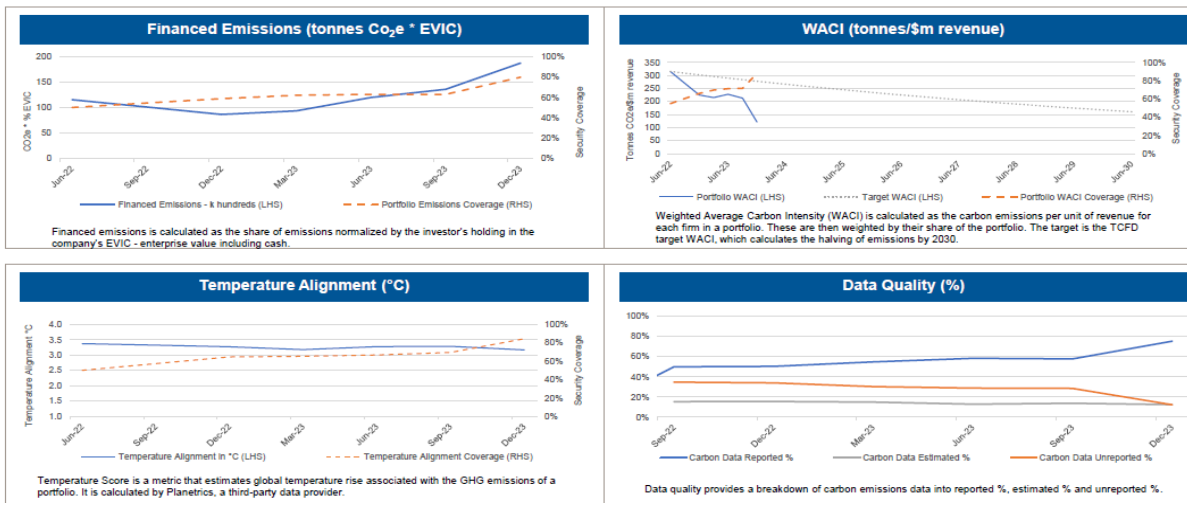 Financed Emissions (tonnes Co₂e * EVIC)
200
150
100
50
0
CO2e * % EVIC
100%
80%
60%
40%
20%
0%
Security Coverage
Jun-22
Sep-22
Dec-22
Mar-23
Jun-23
Sep-23
Dec-23
Financed Emissions - k hundreds (LHS)
Portfolio Emissions Coverage (RHS)
Financed emissions is calculated as the share of emissions normalized by the investor's holding in the
company's EVIC - enterprise value including cash.
WACI (tonnes/$m revenue)
350
300
250
200
150
100
50
0
Tonnes CO2e/$m revenue
100%
80%
60%
40%
20%
0%
Security Coverage
Jun-22
Jun-23
Jun-24
Jun-25
Jun-26
Jun-27
Jun-28
Jun-29
Jun-30
Portfolio WACI (LHS)
Target WACI (LHS)
Portfolio WACI Coverage (RHS)
Weighted Average Carbon Intensity (WACI) is calculated as the carbon emissions per unit of revenue for
each firm in a portfolio. These are then weighted by their share of the portfolio. The target is the TCFD
target WACI, which calculates the halving of emissions by 2030.
Temperature Alignment (°C)
4.0
3.5
3.0
2.5
2.0
1.5
1.0
Temperature Alignment °C
100%
80%
60%
40%
20%
0%
Security Coverage
Jun-22
Sep-22
Dec-22
Mar-23
Jun-23
Sep-23
Dec-23
Temperature Alignment in °C (LHS)
Temperature Alignment Coverage (RHS)
Temperature Score is a metric that estimates global temperature rise associated with the GHG emissions of a
portfolio. It is calculated by Planetrics, a third-party data provider.
Data Quality (%)
100%
80%
60%
40%
20%
0%
Sep-22
Dec-22
Mar-23
Jun-23
Sep-23
Dec-23
Carbon Data Reported %
Carbon Data Estimated %
Carbon Data Unreported %
Data quality provides a breakdown of carbon emissions data into reported %, estimated % and unreported %.